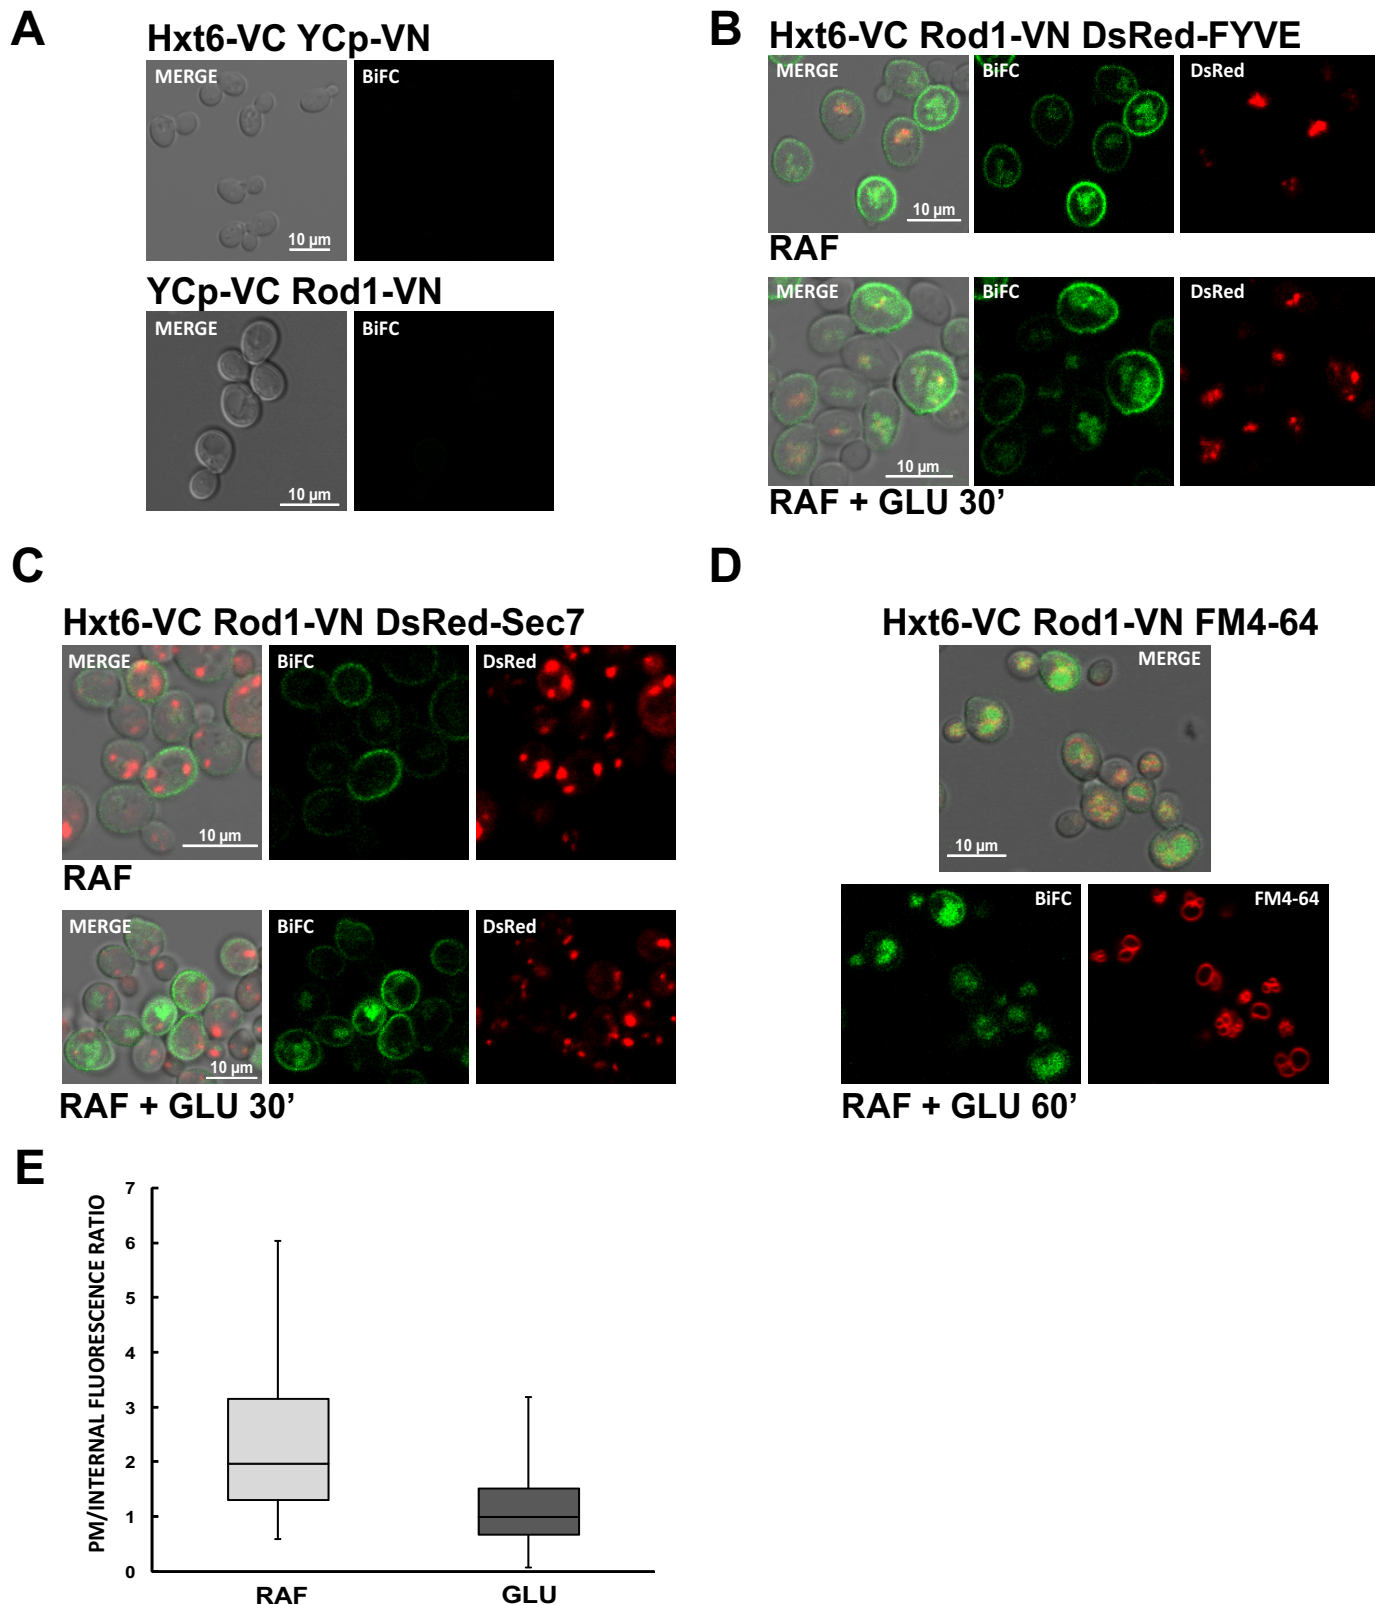 A
Hxt6-VC YCp-VN
MERGE
BiFC
10 µm
YCp-VC Rod1-VN
MERGE
BiFC
10 µm
B
Hxt6-VC Rod1-VN DsRed-FYVE
MERGE
BiFC
DsRed
10 µm
RAF
MERGE
BiFC
DsRed
10 µm
RAF + GLU 30’
C
Hxt6-VC Rod1-VN DsRed-Sec7
MERGE
BiFC
DsRed
10 µm
RAF
MERGE
BiFC
DsRed
10 µm
RAF + GLU 30’
D
Hxt6-VC Rod1-VN FM4-64
MERGE
10 µm
BiFC
FM4-64
RAF + GLU 60’
E
PM/INTERNAL FLUORESCENCE RATIO
7
6
5
4
3
2
1
0
RAF
GLU